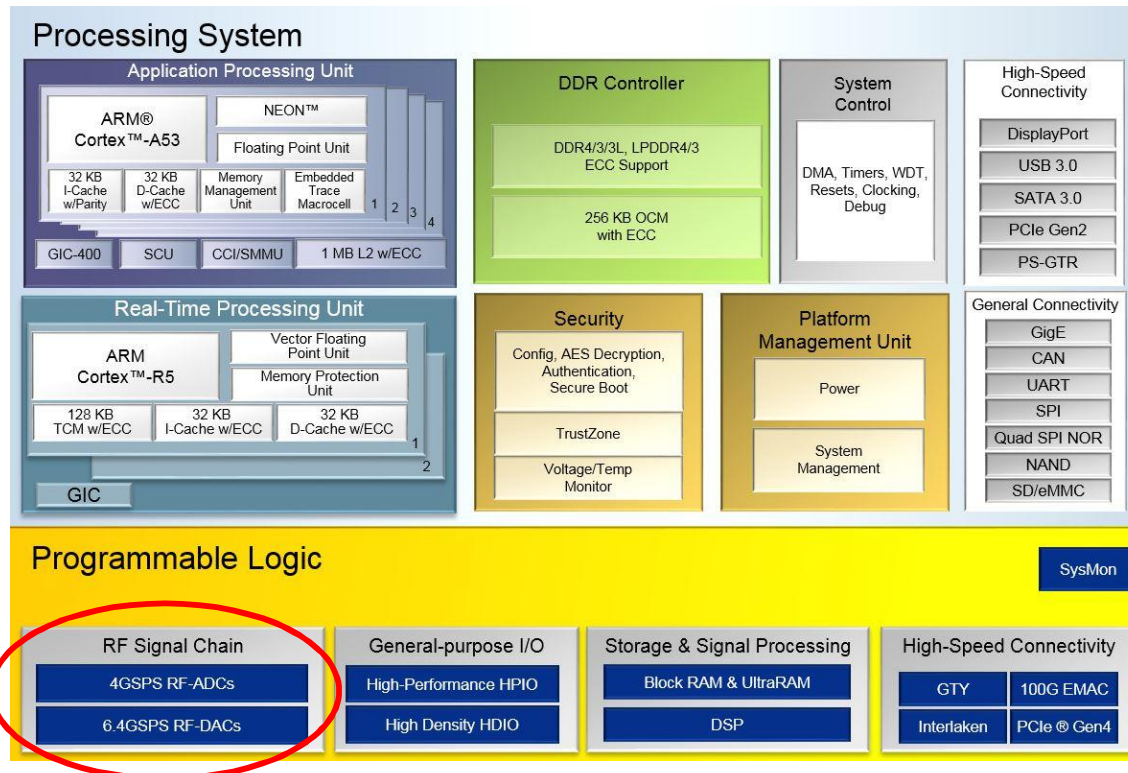 Processing System
Application Processing Unit
ARM®
Cortex™-A53
NEON™
Floating Point Unit
32 KB
I-Cache
w/Parity
32 KB
D-Cache
w/ECC
Memory
Management
Unit
Embedded
Trace
Macrocell
1
2
3
4
GIC-400
SCU
CCI/SMMU
1 MB L2 w/ECC
DDR Controller
DDR4/3/3L, LPDDR4/3
ECC Support
256 KB OCM
with ECC
System
Control
DMA, Timers, WDT,
Resets, Clocking,
Debug
High-Speed
Connectivity
DisplayPort
USB 3.0
SATA 3.0
PCIe Gen2
PS-GTR
Real-Time Processing Unit
ARM
Cortex™-R5
Vector Floating
Point Unit
Memory Protection
Unit
128 KB
TCM w/ECC
32 KB
I-Cache w/ECC
32 KB
D-Cache w/ECC
1
2
GIC
Security
Config, AES Decryption,
Authentication,
Secure Boot
TrustZone
Voltage/Temp
Monitor
Platform
Management Unit
Power
System
Management
General Connectivity
GigE
CAN
UART
SPI
Quad SPI NOR
NAND
SD/eMMC
Programmable Logic
SysMon
RF Signal Chain
4GSPS RF-ADCs
6.4GSPS RF-DACs
General-purpose I/O
High-Performance HPIO
High Density HDIO
Storage & Signal Processing
Block RAM & UltraRAM
DSP
High-Speed Connectivity
GTY
100G EMAC
Interlaken
PCIe ® Gen4